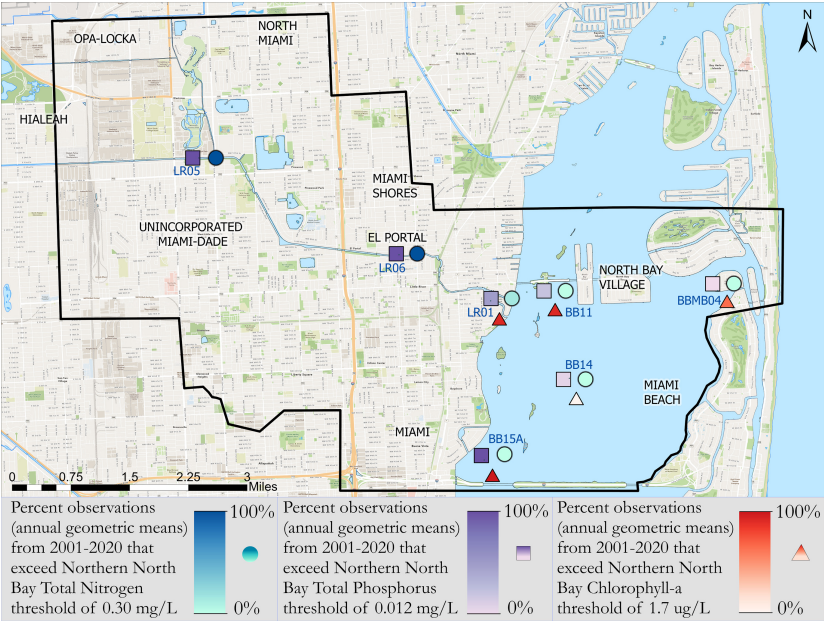 N
OPA-LOCKA
NORTH
MIAMI
HIALEAH
LR05
MIAMI
SHORES
UNINCORPORATED
MIAMI-DADE
EL PORTAL
LR06
NORTH BAY
VILLAGE
LR01
BB11
BBMB04
BB14
MIAMI
BEACH
MIAMI
BB15A
0 0.75 1.5 2.25 3
Miles
Percent observations
(annual geometric means)
from 2001-2020 that
exceed Northern North
Bay Total Nitrogen
threshold of 0.30 mg/L
100%
0%
Percent observations
(annual geometric means)
from 2001-2020 that
exceed Northern North
Bay Total Phosphorus
threshold of 0.012 mg/L
100%
0%
Percent observations
(annual geometric means)
from 2001-2020 that
exceed Northern North
Bay Chlorophyll-a
threshold of 1.7 ug/L
100%
0%